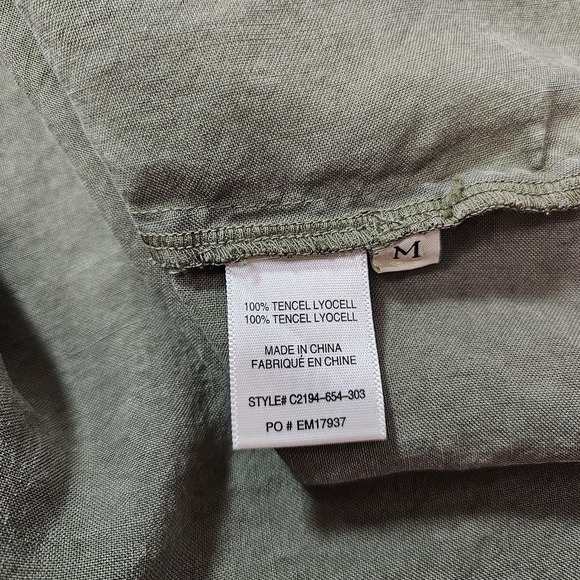 M
100% TENCEL LYOCELL
100% TENCEL LYOCELL
MADE IN CHINA
FABRIQUÉ EN CHINE
STYLE# C2194-654-303
PO # EM17937